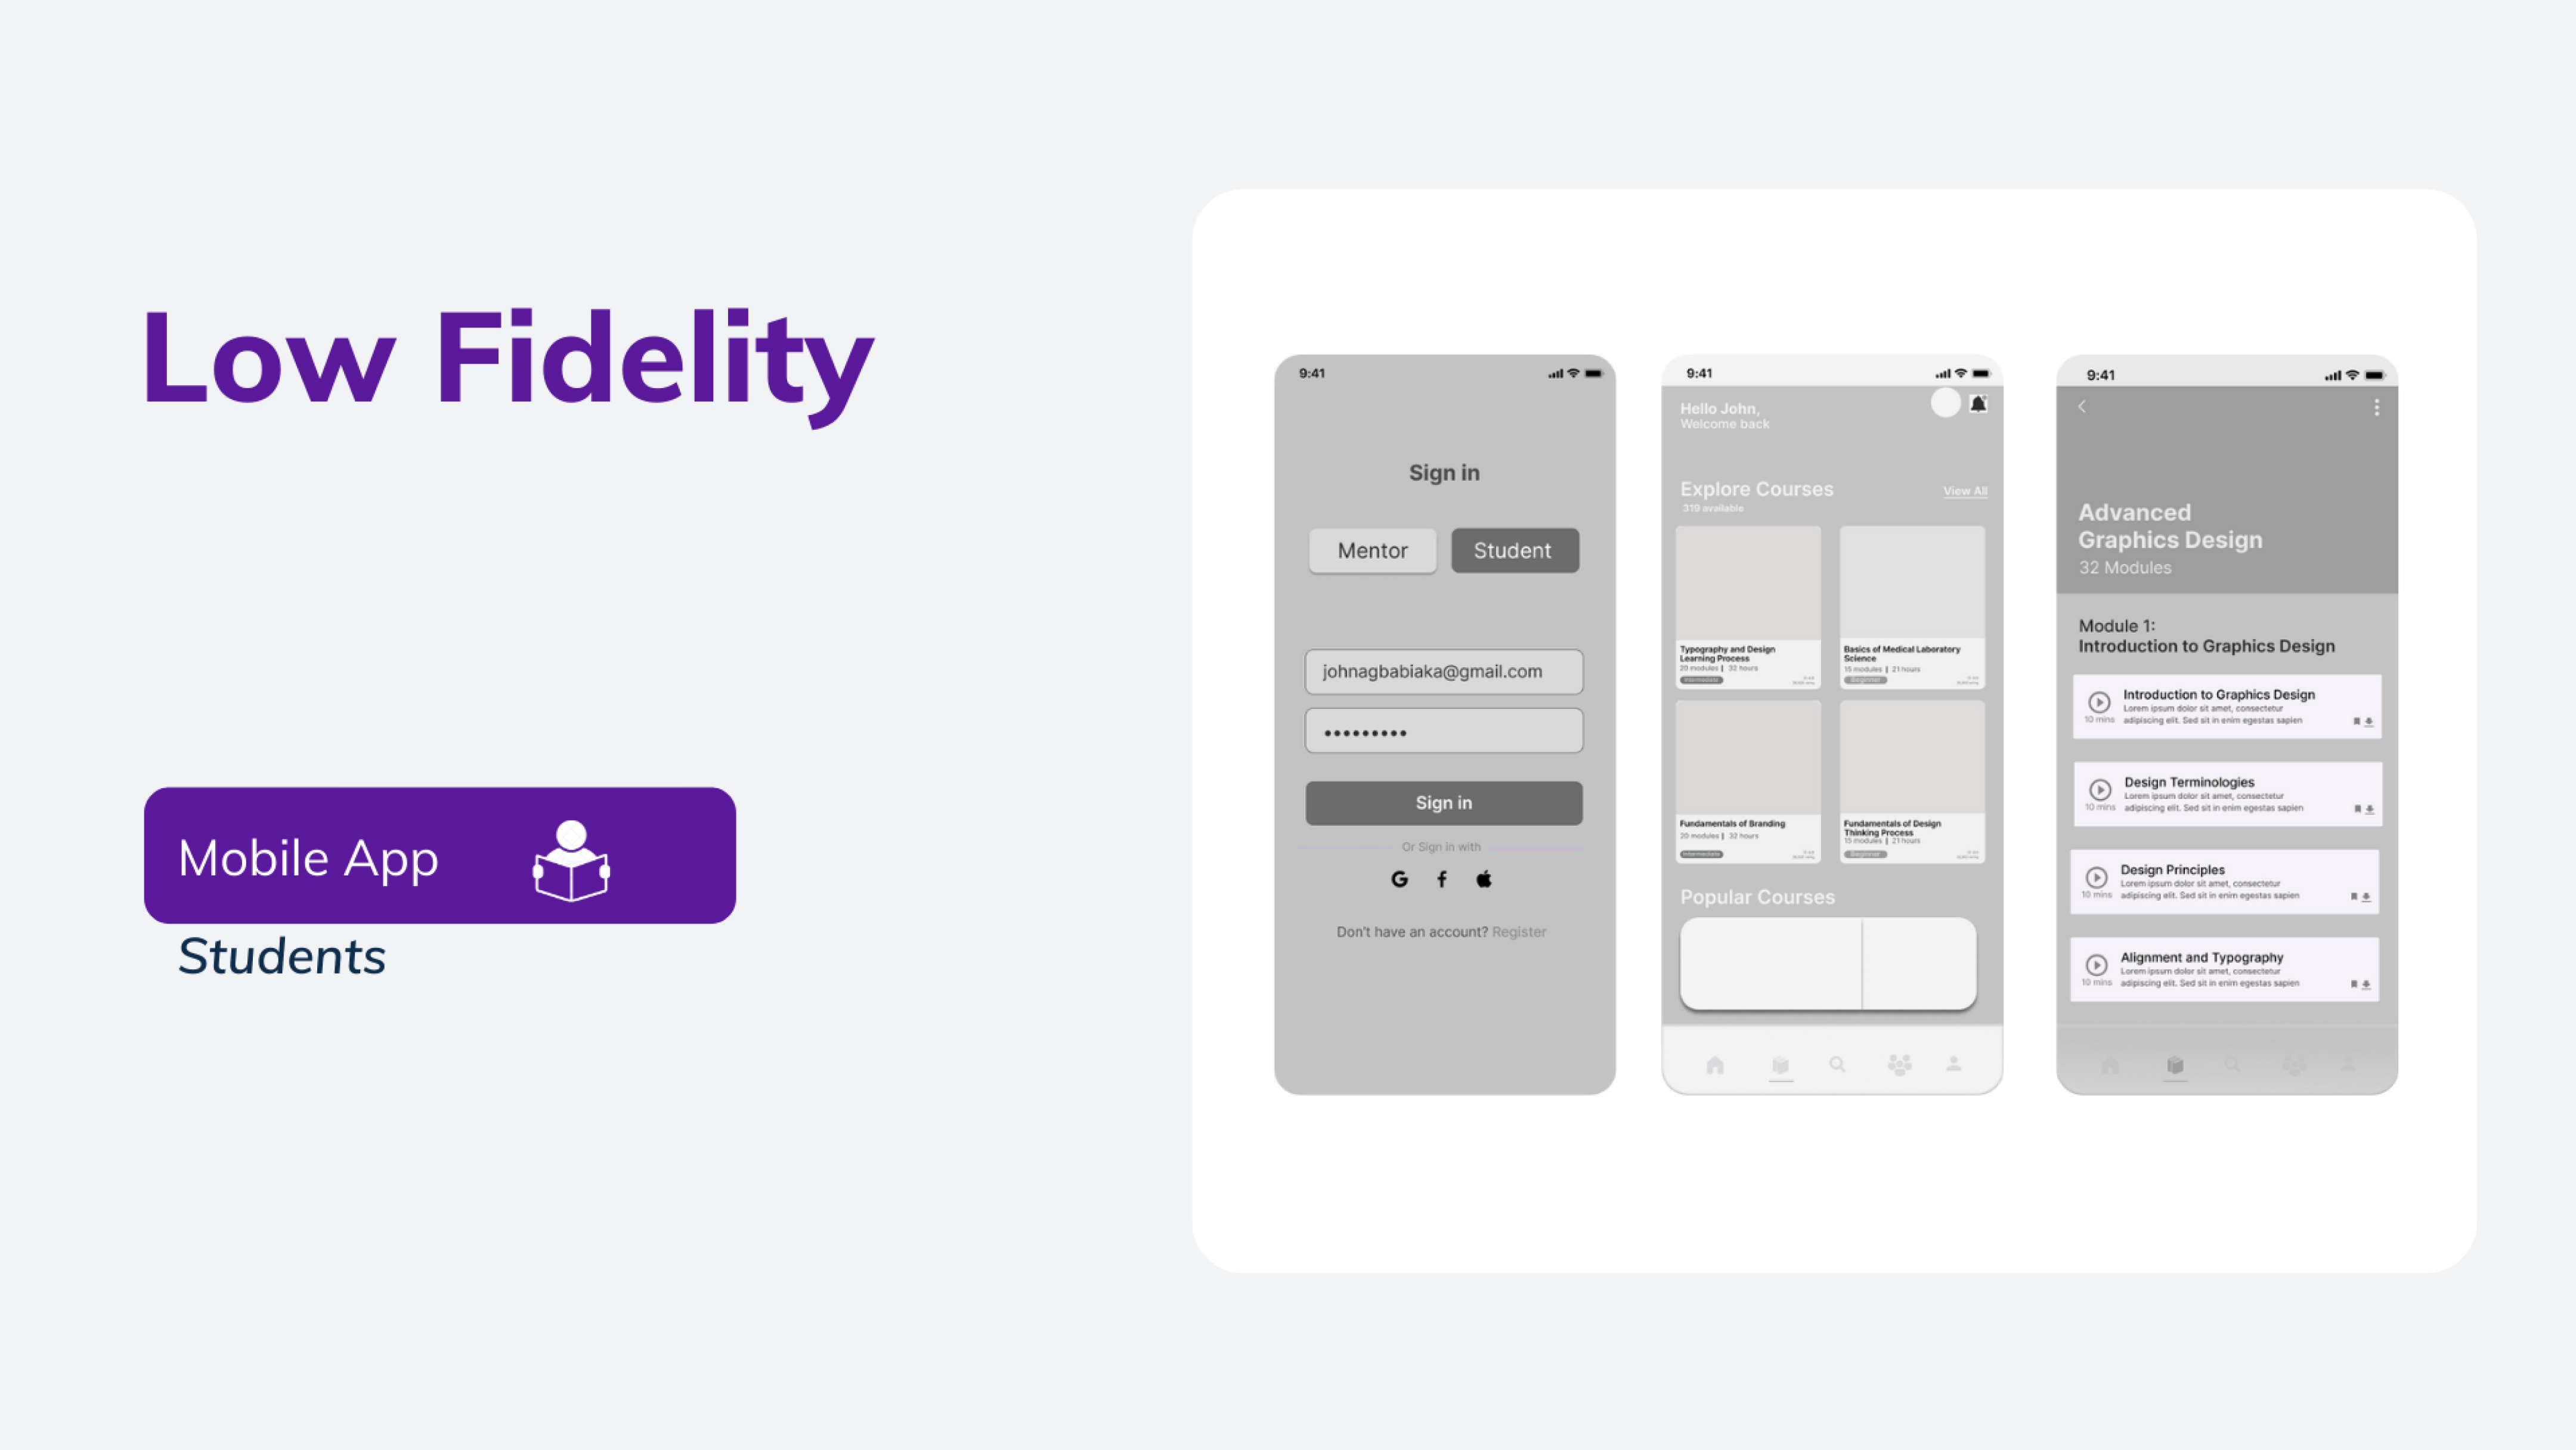 Low Fidelity
Mobile App
Students
9:41
Sign in
Mentor
Student
johnagbabiaka@gmail.com
Sign in
Or Sign in with
Don't have an account? Register
9:41
Hello John,
Welcome back
Explore Courses
View All
319 available
Typography and Design
Learning Process
20 modules | 32 hours
Intermediate
Basics of Medical Laboratory
Science
15 modules | 21 hours
Beginner
Fundamentals of Branding
20 modules | 32 hours
Intermediate
Fundamentals of Design
Thinking Process
15 modules | 21 hours
Beginner
Popular Courses
9:41
Advanced
Graphics Design
32 Modules
Module 1:
Introduction to Graphics Design
Introduction to Graphics Design
Lorem ipsum dolor sit amet, consectetur
10 mins adipiscing elit. Sed sit in enim egestas sapien
Design Terminologies
Lorem ipsum dolor sit amet, consectetur
10 mins adipiscing elit. Sed sit in enim egestas sapien
Design Principles
Lorem ipsum dolor sit amet, consectetur
10 mins adipiscing elit. Sed sit in enim egestas sapien
Alignment and Typography
Lorem ipsum dolor sit amet, consectetur
10 mins adipiscing elit. Sed sit in enim egestas sapien